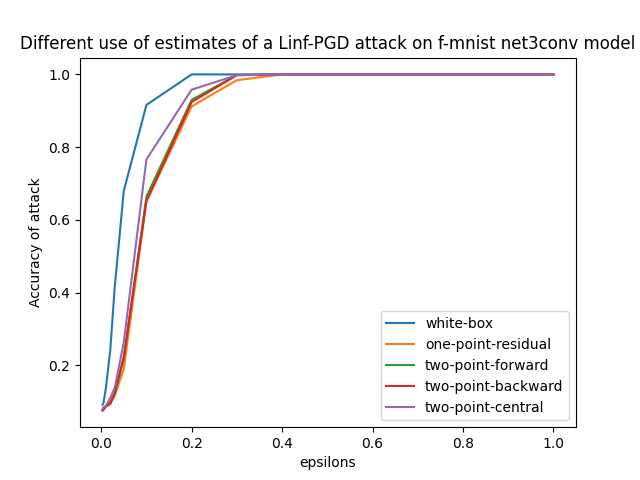 Different use of estimates of a Linf-PGD attack on f-mnist net3conv model
1.0
0.8
0.6
0.4
0.2
Accuracy of attack
white-box
one-point-residual
two-point-forward
two-point-backward
two-point-central
0.0 0.2 0.4 0.6 0.8 1.0
epsilons